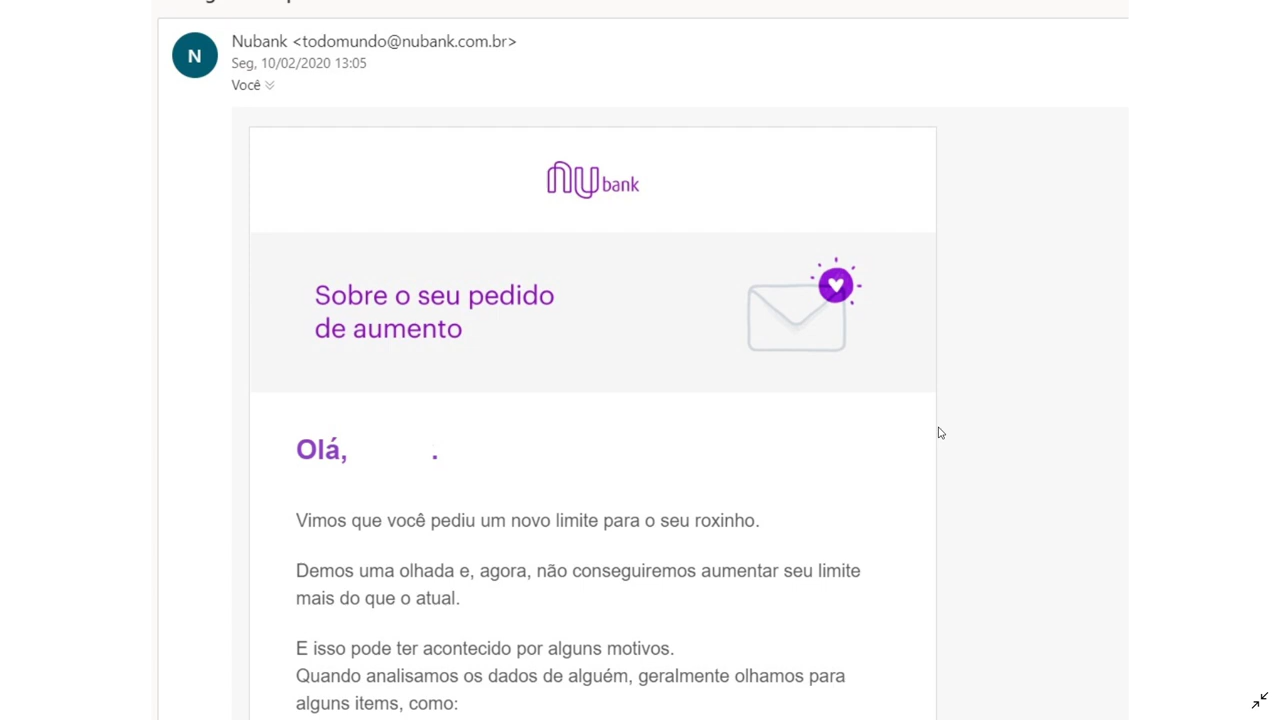 N
Nubank <todomundo@nubank.com.br>
Seg, 10/02/2020 13:05
Você
nubank
Sobre o seu pedido
de aumento
Olá, .
Vimos que você pediu um novo limite para o seu roxinho.
Demos uma olhada e, agora, não conseguiremos aumentar seu limite
mais do que o atual.
E isso pode ter acontecido por alguns motivos.
Quando analisamos os dados de alguém, geralmente olhamos para
alguns items, como: